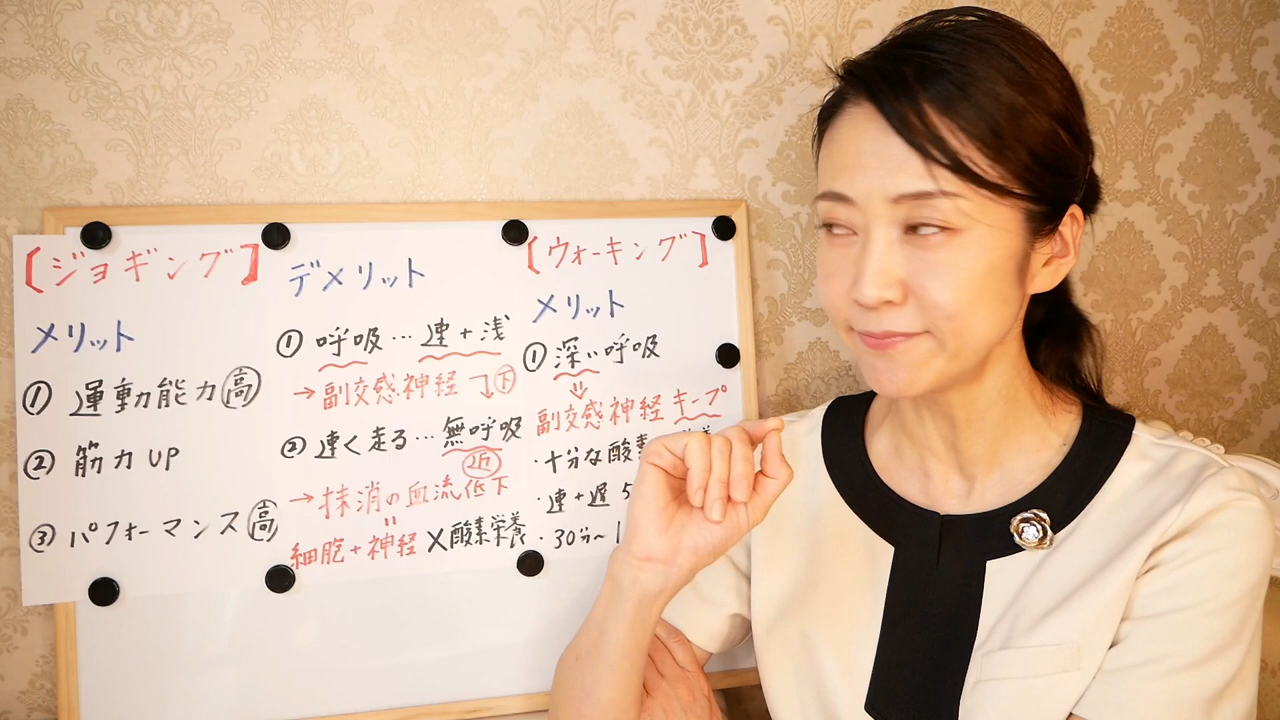 【ジョギング】
メリット
① 運動能力高
② 筋力UP
③ パフォーマンス高
デメリット
① 呼吸…速+浅
→副交感神経下
② 速く走る…無呼吸
近
→抹消の血流低下
細胞+神経×酸素栄養
【ウォーキング】
メリット
① 深い呼吸
副交感神経キープ
・十分な酸素
・速+遅 5
・30分〜1